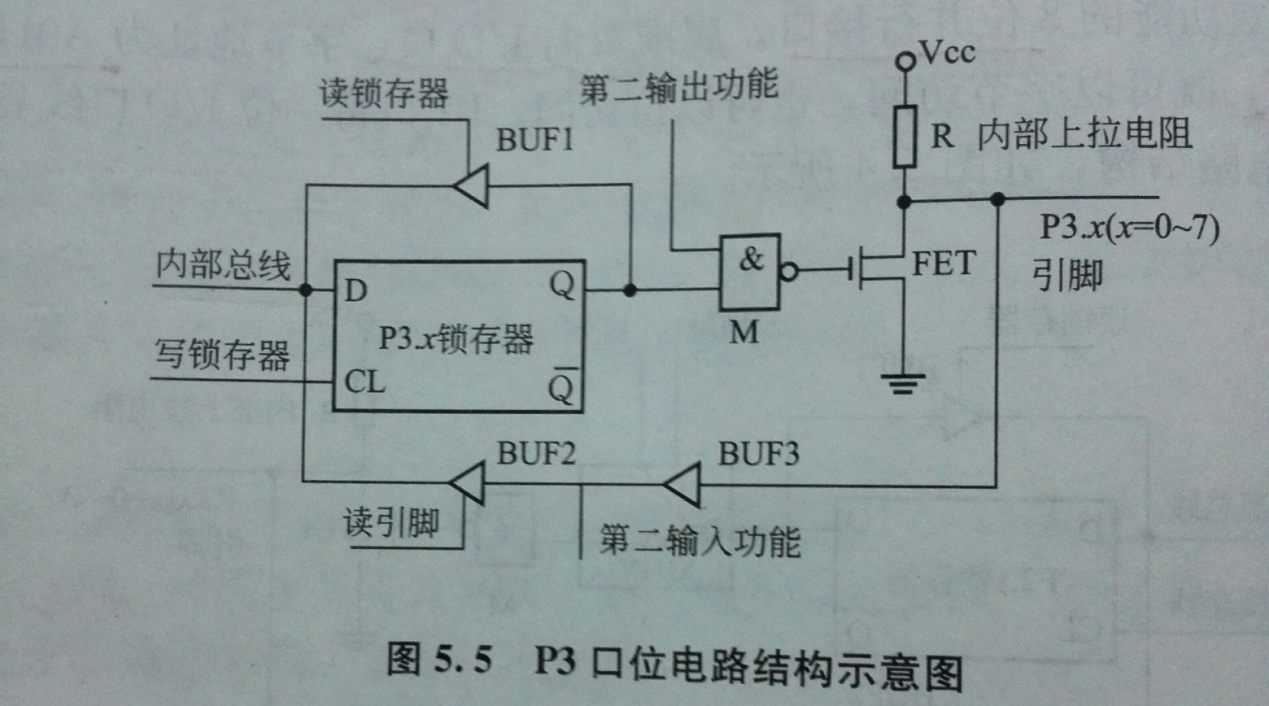 Vcc
读锁存器
第二输出功能
BUF1
R 内部上拉电阻
P3.x(x=0~7)
引脚
内部总线
D
Q
&
FET
M
P3.x锁存器
写锁存器
CL
Q̅
BUF2
BUF3
读引脚
第二输入功能
图 5.5 P3 口位电路结构示意图